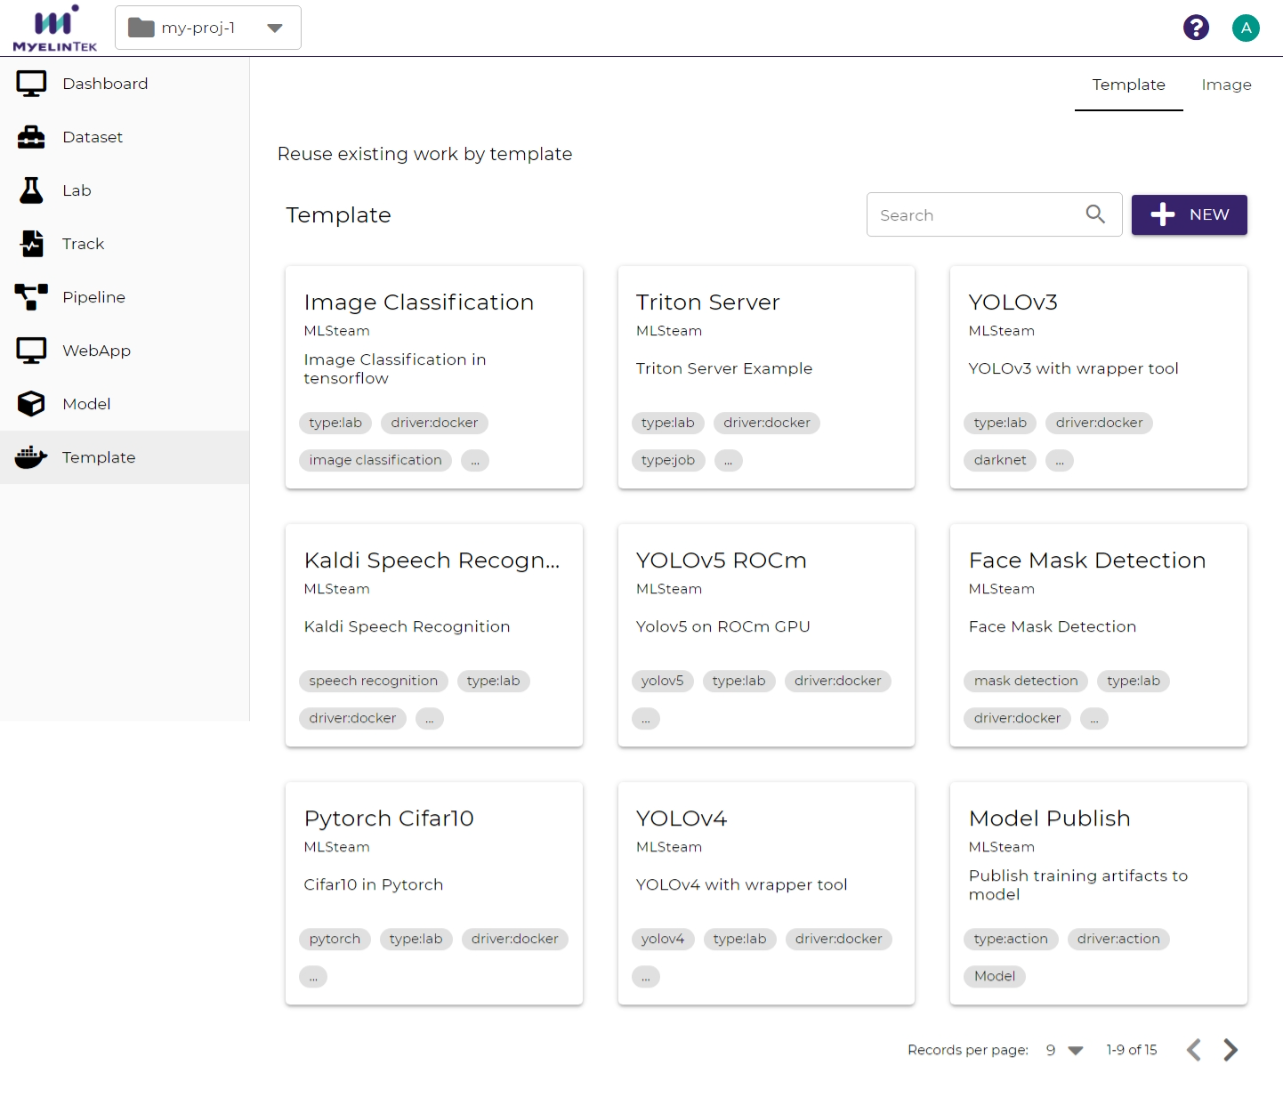 MYELINTEK
my-proj-1
?
A
Dashboard
Dataset
Lab
Track
Pipeline
WebApp
Model
Template
Template Image
Reuse existing work by template
Template
Search
NEW
Image Classification
MLSteam
Image Classification in
tensorflow
type:lab driver:docker
image classification ...
Triton Server
MLSteam
Triton Server Example
type:lab driver:docker
type:job ...
YOLOv3
MLSteam
YOLOv3 with wrapper tool
type:lab driver:docker
darknet ...
Kaldi Speech Recogn...
MLSteam
Kaldi Speech Recognition
speech recognition type:lab
driver:docker ...
YOLOv5 ROCm
MLSteam
Yolov5 on ROCm GPU
yolov5 type:lab driver:docker
...
Face Mask Detection
MLSteam
Face Mask Detection
mask detection type:lab
driver:docker ...
Pytorch Cifar10
MLSteam
Cifar10 in Pytorch
pytorch type:lab driver:docker
...
YOLOv4
MLSteam
YOLOv4 with wrapper tool
yolov4 type:lab driver:docker
...
Model Publish
MLSteam
Publish training artifacts to
model
type:action driver:action
Model
Records per page: 9 1-9 of 15